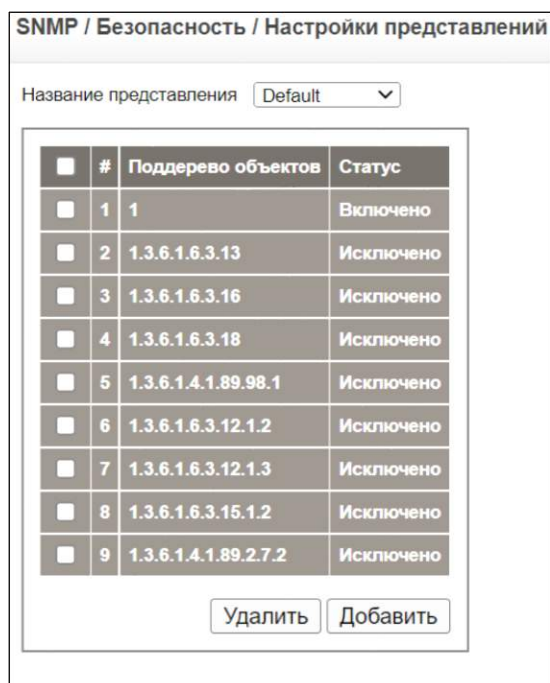 SNMP / Безопасность / Настройки представлений
Название представления Default
# Поддерево объектов Статус
1 1 Включено
2 1.3.6.1.6.3.13 Исключено
3 1.3.6.1.6.3.16 Исключено
4 1.3.6.1.6.3.18 Исключено
5 1.3.6.1.4.1.89.98.1 Исключено
6 1.3.6.1.6.3.12.1.2 Исключено
7 1.3.6.1.6.3.12.1.3 Исключено
8 1.3.6.1.6.3.15.1.2 Исключено
9 1.3.6.1.4.1.89.2.7.2 Исключено
Удалить Добавить